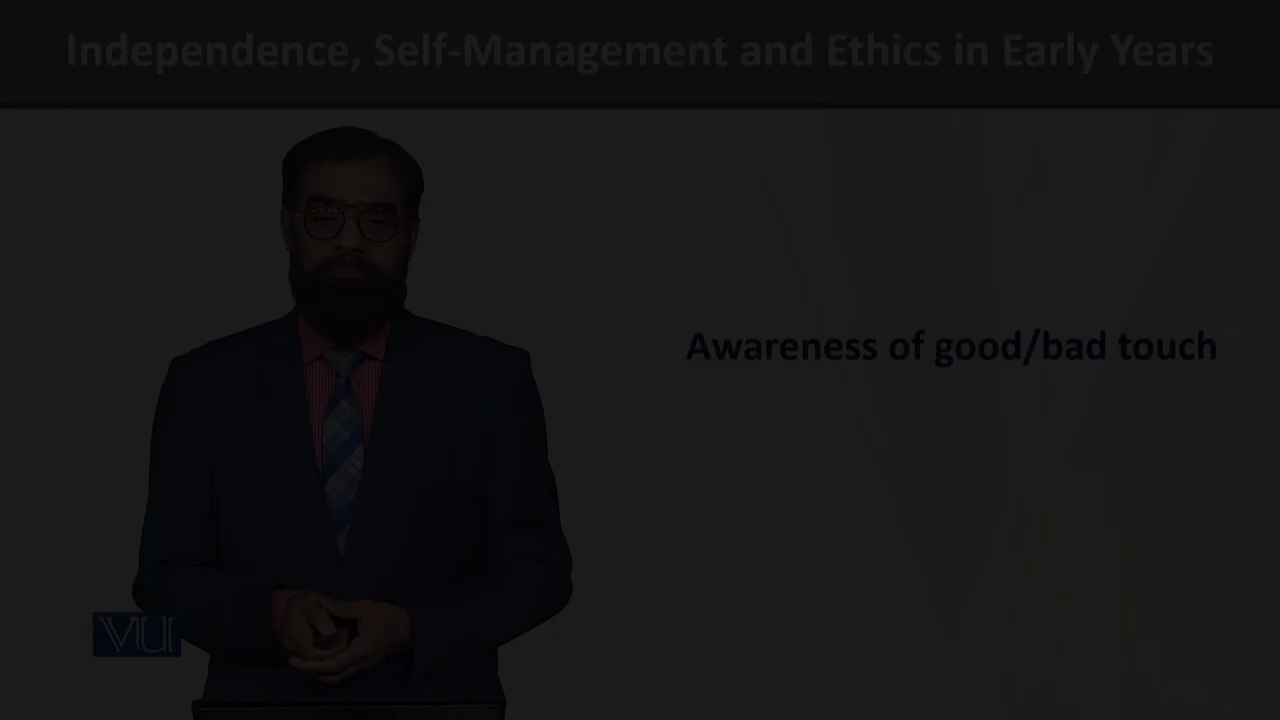 Independence, Self-Management and Ethics in Early Years
Awareness of good/bad touch
VU